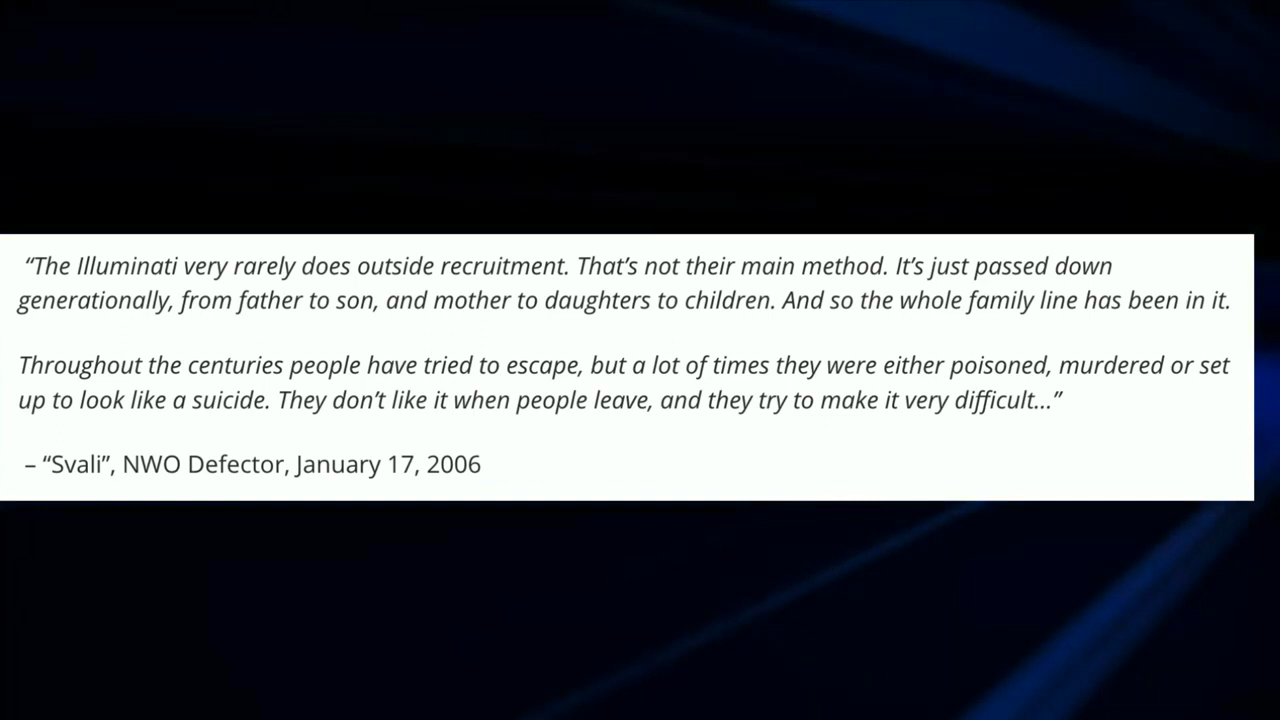 “The Illuminati very rarely does outside recruitment. That’s not their main method. It’s just passed down
generationally, from father to son, and mother to daughters to children. And so the whole family line has been in it.
Throughout the centuries people have tried to escape, but a lot of times they were either poisoned, murdered or set
up to look like a suicide. They don’t like it when people leave, and they try to make it very difficult...”
– “Svali”, NWO Defector, January 17, 2006